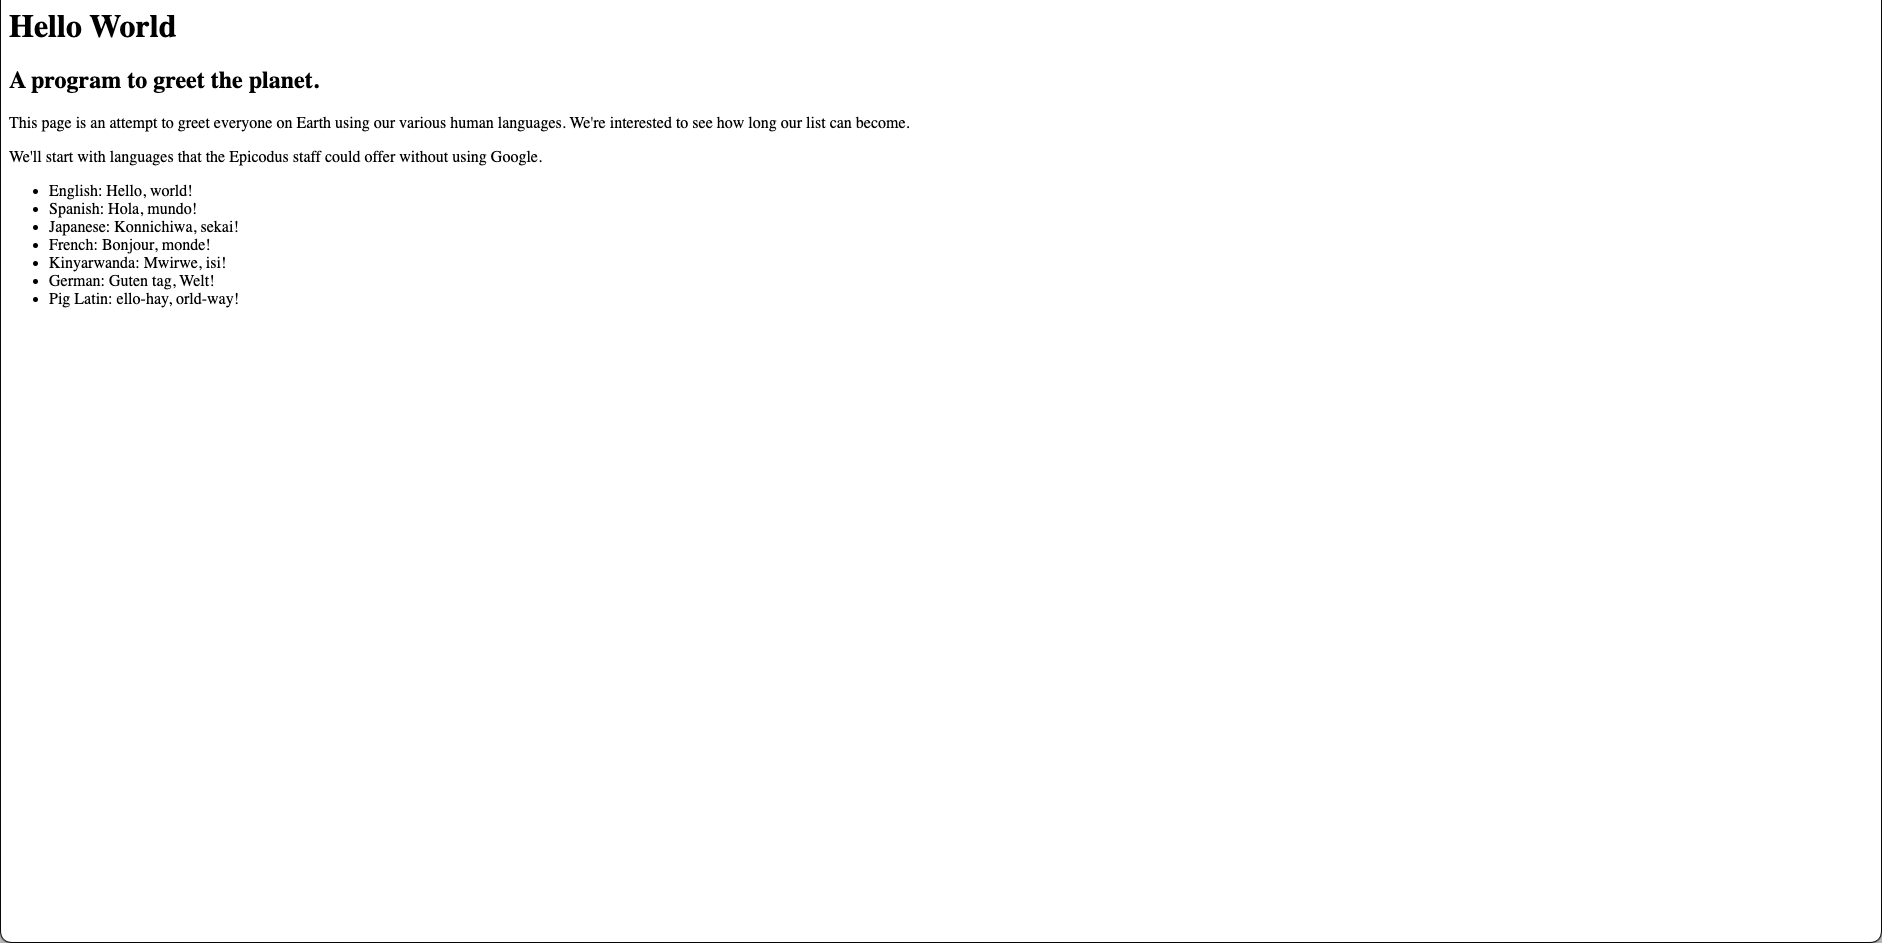 Hello World
A program to greet the planet.
This page is an attempt to greet everyone on Earth using our various human languages. We're interested to see how long our list can become.
We'll start with languages that the Epicodus staff could offer without using Google.
• English: Hello, world!
• Spanish: Hola, mundo!
• Japanese: Konnichiwa, sekai!
• French: Bonjour, monde!
• Kinyarwanda: Mwirwe, isi!
• German: Guten tag, Welt!
• Pig Latin: ello-hay, orld-way!